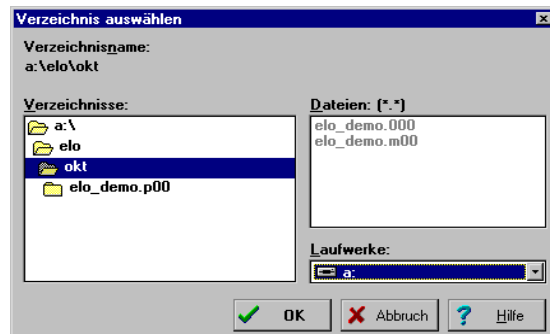 Verzeichnis auswählen
Verzeichnisname:
a:\elo\okt
Verzeichnisse:
a:\
elo
okt
elo_demo.p00
Dateien: (*.*)
elo_demo.000
elo_demo.m00
Laufwerke:
a:
OK
Abbruch
Hilfe